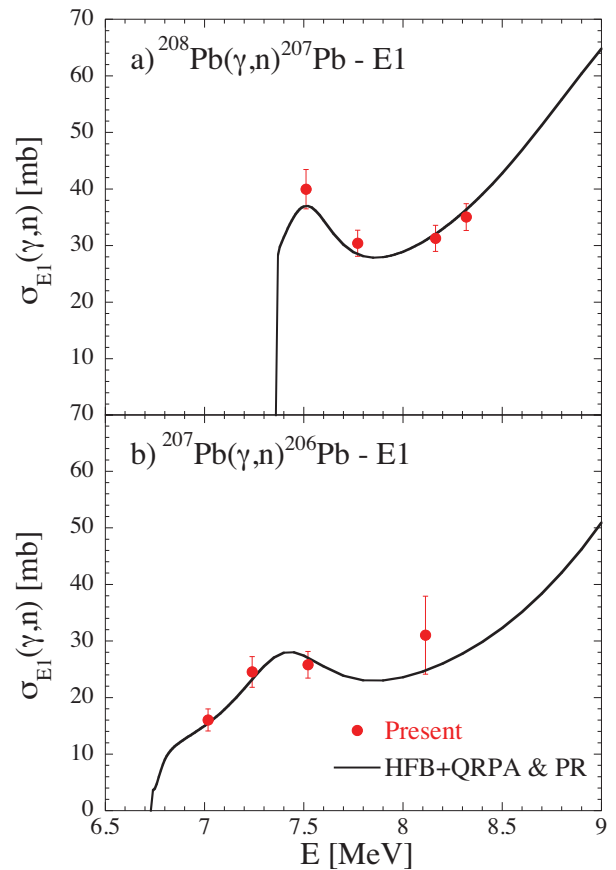 70
a) ²⁰⁸Pb(γ,n)²⁰⁷Pb - E1
60
50
40
30
20
10
σE1(γ,n) [mb]
70
b) ²⁰⁷Pb(γ,n)²⁰⁶Pb - E1
60
50
40
30
20
10
0
σE1(γ,n) [mb]
Present
HFB+QRPA & PR
6.5 7 7.5 8 8.5 9
E [MeV]